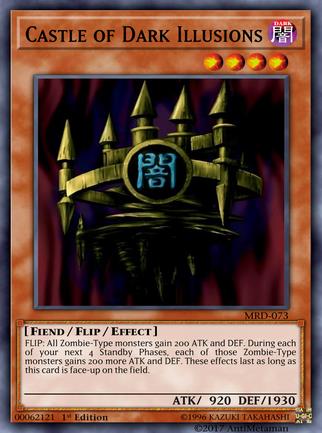 Castle of Dark Illusions
DARK
闇
闇
MRD-073
[Fiend / Flip / Effect]
FLIP: All Zombie-Type monsters gain 200 ATK and DEF. During each
of your next 4 Standby Phases, each of those Zombie-Type
monsters gains 200 more ATK and DEF. These effects last as long as
this card is face-up on the field.
ATK/ 920 DEF/1930
00062121 1st Edition ©1996 KAZUKI TAKAHASHI
©2017 AntiMetaman